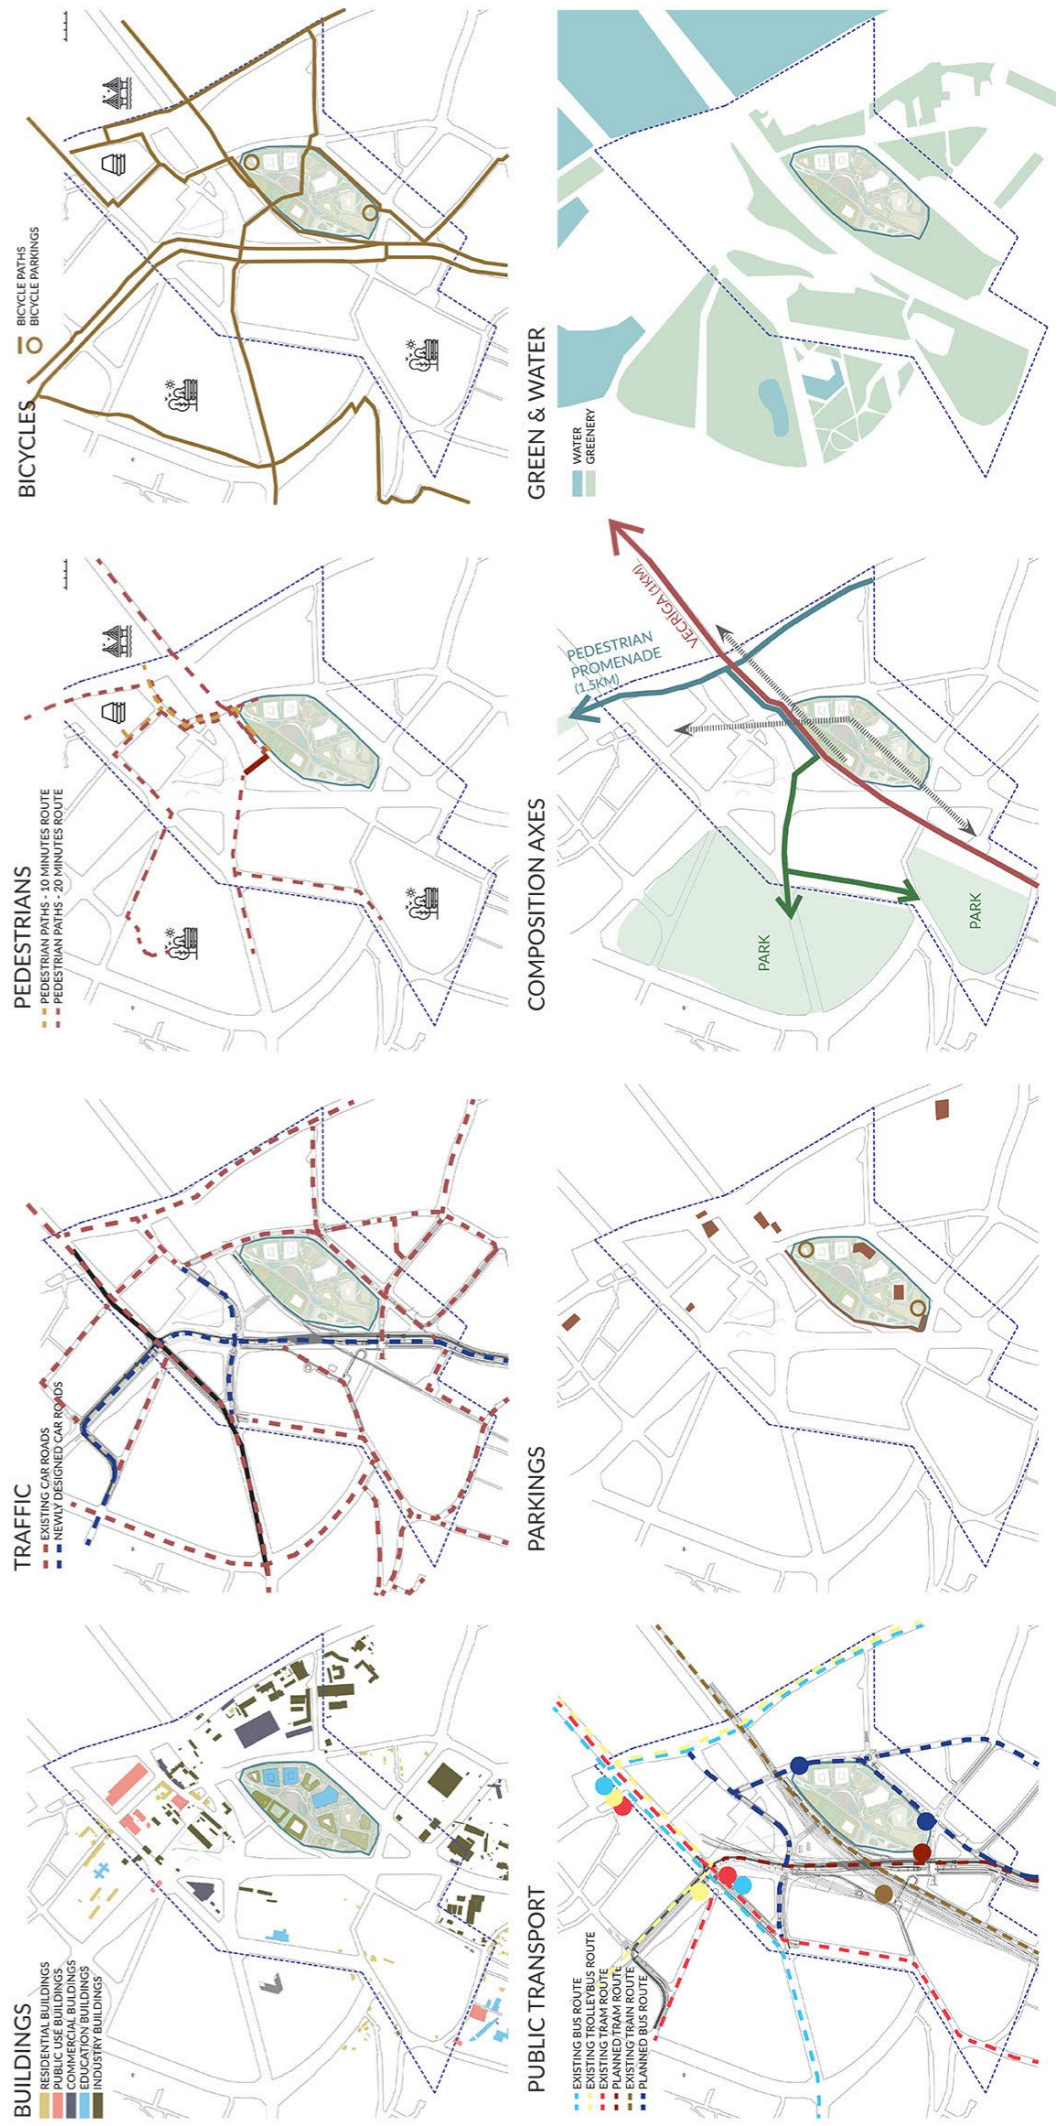 BUILDINGS
RESIDENTIAL BUILDINGS
PUBLIC USE BUILDINGS
COMMERCIAL BUILDINGS
EDUCATION BUILDINGS
INDUSTRY BUILDINGS
TRAFFIC
EXISTING CAR ROADS
NEWLY DESIGNED CAR ROADS
PEDESTRIANS
PEDESTRIAN PATHS - 10 MINUTES ROUTE
PEDESTRIAN PATHS - 20 MINUTES ROUTE
BICYCLES
BICYCLE PATHS
BICYCLE PARKINGS
PUBLIC TRANSPORT
EXISTING BUS ROUTE
EXISTING TROLLEYBUS ROUTE
EXISTING TRAM ROUTE
PLANNED TRAM ROUTE
EXISTING TRAIN ROUTE
PLANNED BUS ROUTE
PARKINGS
COMPOSITION AXES
PEDESTRIAN
PROMENADE
(1,5KM)
VECRĪGA (1KM)
PARK
PARK
GREEN & WATER
WATER
GREENERY